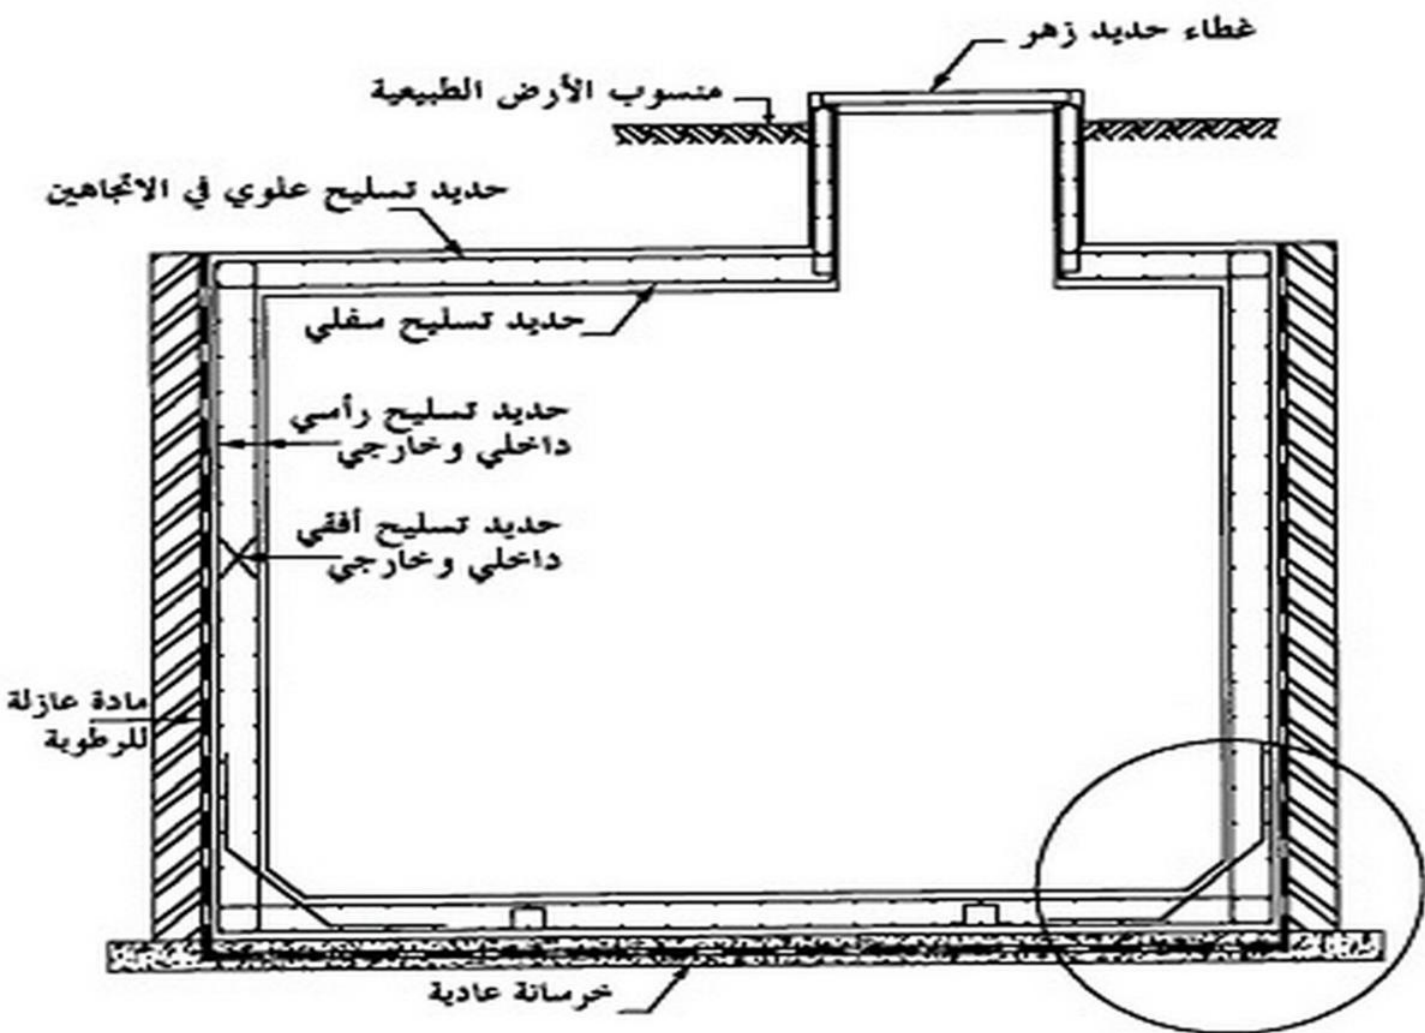 غطاء حديد زهر
منسوب الأرض الطبيعية
حديد تسليح علوي في الاتجاهين
حديد تسليح سفلي
حديد تسليح رأسي
داخلي وخارجي
حديد تسليح أفقي
داخلي وخارجي
مادة عازلة
للرطوبة
خرسانة عادية